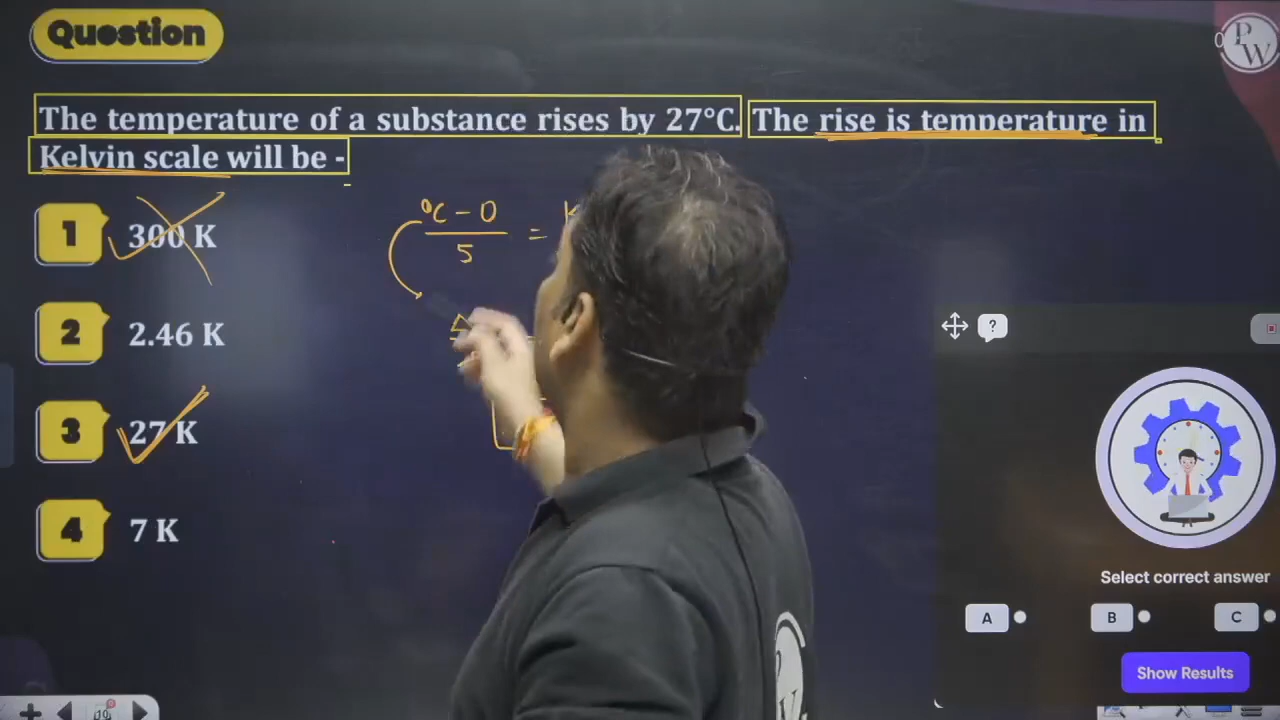 Question
PW
The temperature of a substance rises by 27°C. The rise is temperature in
Kelvin scale will be -
1 300 K
2 2.46 K
3 27 K
4 7 K
°C - 0
5
=
?
Select correct answer
A B C
Show Results